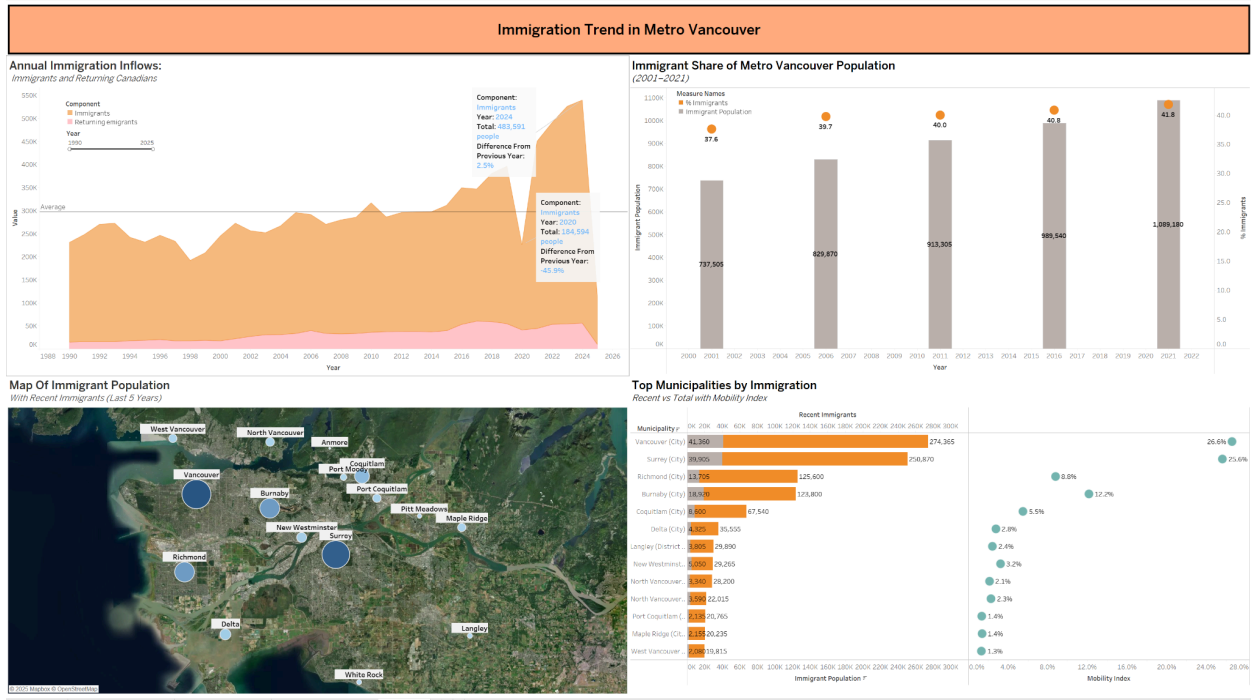 Immigration Trend in Metro Vancouver
Annual Immigration Inflows:
Immigrants and Returning Canadians
550K
500K
450K
400K
350K
300K
250K
200K
150K
100K
50K
0K
Value
Component
Immigrants
Returning emigrants
Year
1990 2025
Average
Component:
Immigrants
Year: 2024
Total: 483,591
people
Difference From
Previous Year:
2.5%
Component:
Immigrants
Year: 2020
Total: 184,594
people
Difference From
Previous Year:
-45.9%
1988 1990 1992 1994 1996 1998 2000 2002 2004 2006 2008 2010 2012 2014 2016 2018 2020 2022 2024 2026
Year
Immigrant Share of Metro Vancouver Population
(2001–2021)
Measure Names
% Immigrants
Immigrant Population
1100K
1000K
900K
800K
700K
600K
500K
400K
300K
200K
100K
0K
Immigrant Population
37.6
39.7
40.0
40.8
41.8
737,505
829,870
913,305
989,540
1,089,180
40.0
35.0
30.0
25.0
20.0
15.0
10.0
5.0
0.0
% Immigrants
2000 2001 2002 2003 2004 2005 2006 2007 2008 2009 2010 2011 2012 2013 2014 2015 2016 2017 2018 2019 2020 2021 2022
Year
Map Of Immigrant Population
With Recent Immigrants (Last 5 Years)
West Vancouver
North Vancouver
Anmore
Coquitlam
Port Moody
Vancouver
Port Coquitlam
Burnaby
Pitt Meadows
Maple Ridge
New Westminster
Surrey
Richmond
Delta
Langley
White Rock
© 2025 Mapbox © OpenStreetMap
Top Municipalities by Immigration
Recent vs Total with Mobility Index
Recent Immigrants
Municipality 0K 20K 40K 60K 80K 100K 120K 140K 160K 180K 200K 220K 240K 260K 280K 300K
Vancouver (City) 41,360 274,365 26.6%
Surrey (City) 39,905 250,870 25.6%
Richmond (City) 13,705 125,600 8.8%
Burnaby (City) 18,920 123,800 12.2%
Coquitlam (City) 8,600 67,540 5.5%
Delta (City) 4,325 35,555 2.8%
Langley (District .. 3,805 29,890 2.4%
New Westminst.. 5,050 29,265 3.2%
North Vancouver.. 3,340 28,200 2.1%
North Vancouver.. 3,590 22,015 2.3%
Port Coquitlam (.. 2,135 20,765 1.4%
Maple Ridge (Cit.. 2,155 20,235 1.4%
West Vancouver .. 2,080 19,815 1.3%
0K 20K 40K 60K 80K 100K 120K 140K 160K 180K 200K 220K 240K 260K 280K 300K 0.0% 4.0% 8.0% 12.0% 16.0% 20.0% 24.0% 28.0%
Immigrant Population Mobility Index